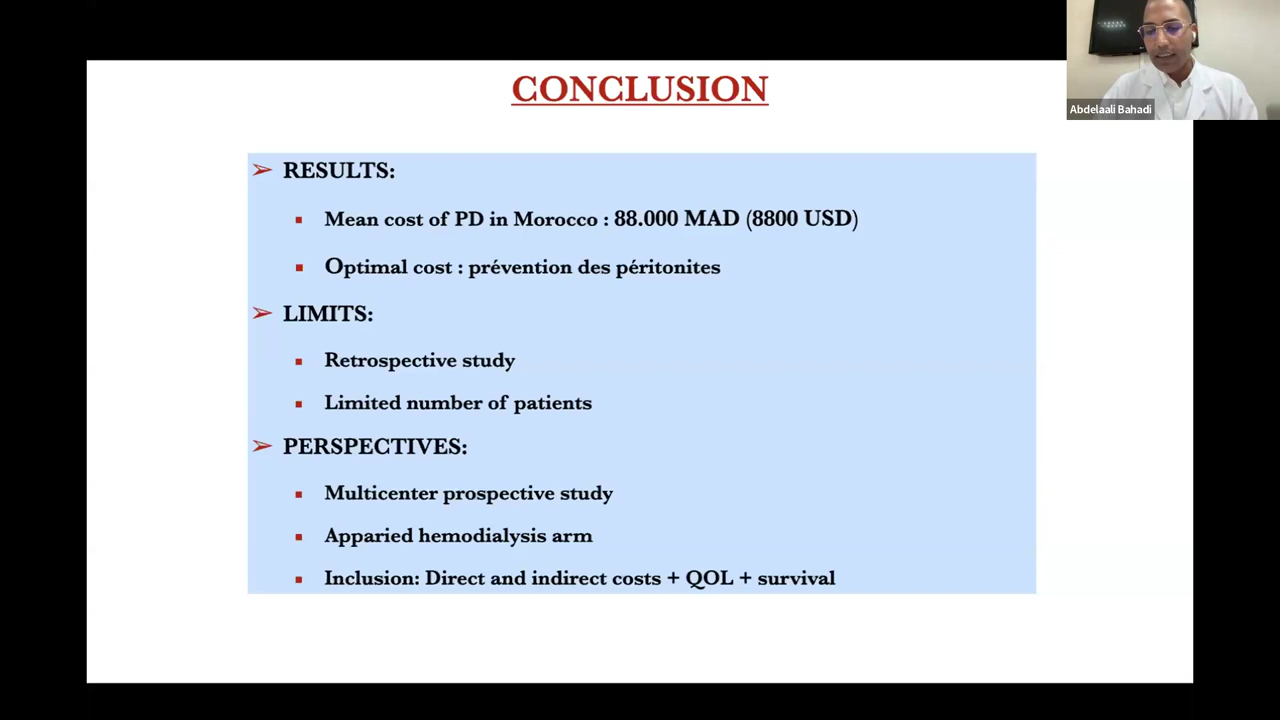 CONCLUSION
Abdelaali Bahadi
➢ RESULTS:
▪ Mean cost of PD in Morocco : 88.000 MAD (8800 USD)
▪ Optimal cost : prévention des péritonites
➢ LIMITS:
▪ Retrospective study
▪ Limited number of patients
➢ PERSPECTIVES:
▪ Multicenter prospective study
▪ Apparied hemodialysis arm
▪ Inclusion: Direct and indirect costs + QOL + survival